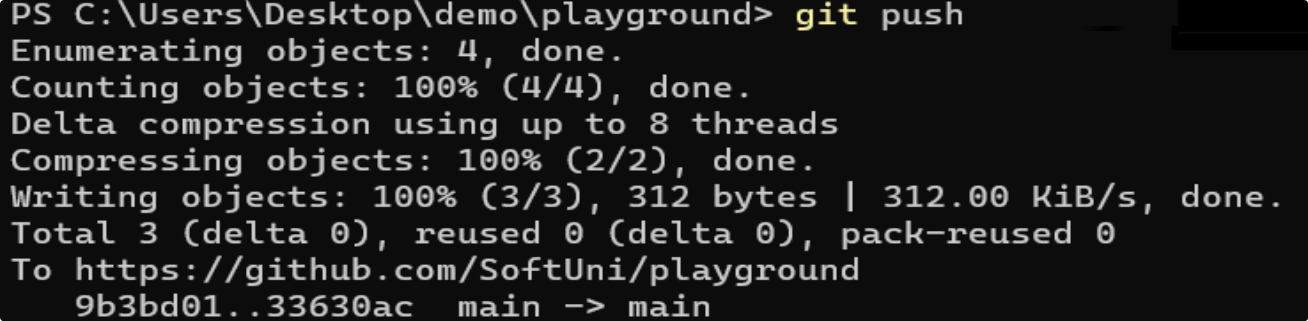 PS C:\Users\Desktop\demo\playground> git push
Enumerating objects: 4, done.
Counting objects: 100% (4/4), done.
Delta compression using up to 8 threads
Compressing objects: 100% (2/2), done.
Writing objects: 100% (3/3), 312 bytes | 312.00 KiB/s, done.
Total 3 (delta 0), reused 0 (delta 0), pack-reused 0
To https://github.com/SoftUni/playground
   9b3bd01..33630ac  main -> main